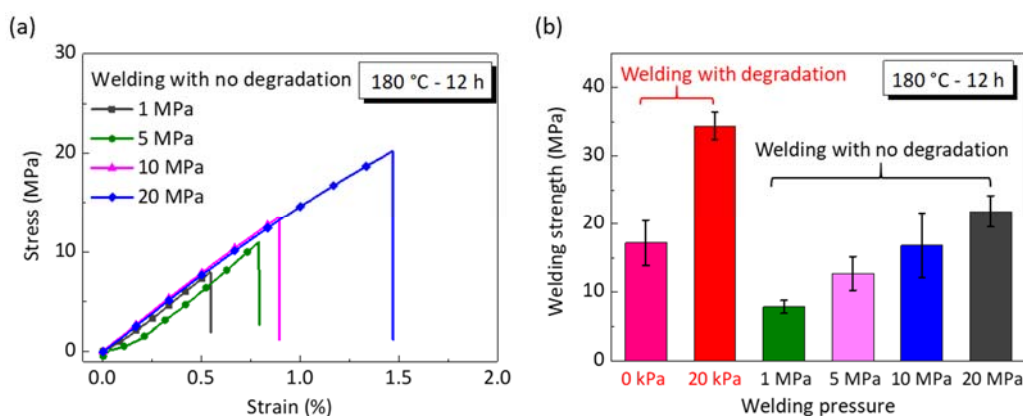 (a)
30
20
10
0
Stress (MPa)
Welding with no degradation
180 °C - 12 h
1 MPa
5 MPa
10 MPa
20 MPa
0.0 0.5 1.0 1.5 2.0
Strain (%)
(b)
40
30
20
10
0
Welding strength (MPa)
Welding with degradation
180 °C - 12 h
Welding with no degradation
0 kPa 20 kPa 1 MPa 5 MPa 10 MPa 20 MPa
Welding pressure